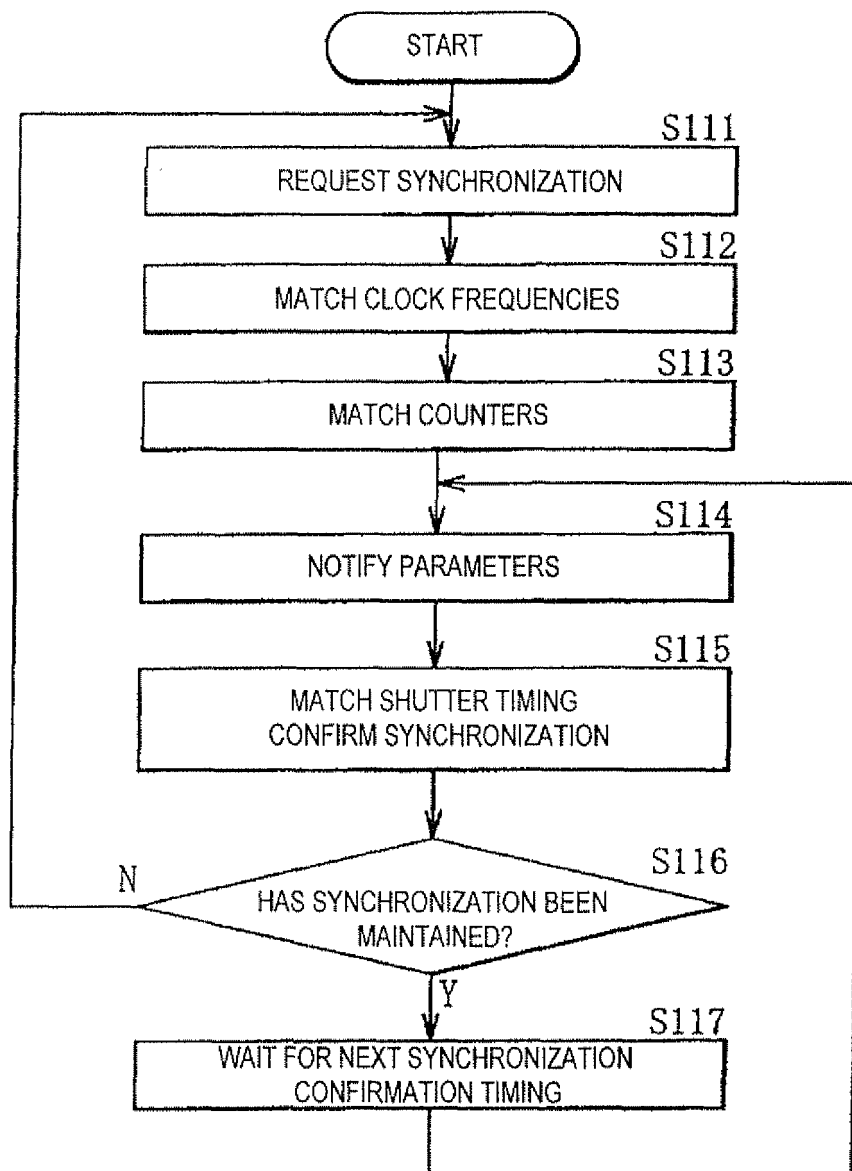 START
S111
REQUEST SYNCHRONIZATION
S112
MATCH CLOCK FREQUENCIES
S113
MATCH COUNTERS
S114
NOTIFY PARAMETERS
S115
MATCH SHUTTER TIMING
CONFIRM SYNCHRONIZATION
S116
N
HAS SYNCHRONIZATION BEEN
MAINTAINED?
Y
S117
WAIT FOR NEXT SYNCHRONIZATION
CONFIRMATION TIMING